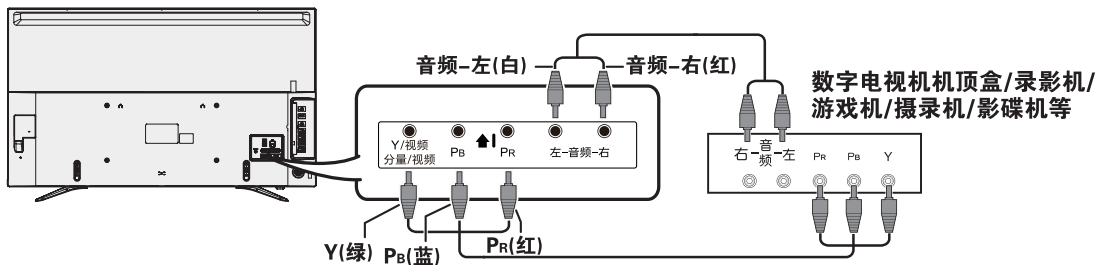 音频–左(白)
音频–右(红)
数字电视机机顶盒/录影机/
游戏机/摄录机/影碟机等
Y/视频
分量/视频
PB
PR
左–音频–右
右–音频–左
PR
PB
Y
Y(绿)
PB(蓝)
PR(红)